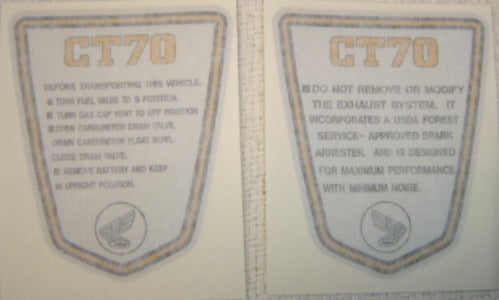 CT70
BEFORE TRANSPORTING THIS VEHICLE.
■ TURN FUEL VALVE TO S POSITION.
■ TURN GAS CAP VENT TO OFF POSITION
■ OPEN CARBURETOR DRAIN VALVE,
DRAIN CARBURETOR FLOAT BOWL,
CLOSE DRAIN VALVE.
■ REMOVE BATTERY AND KEEP
IN UPRIGHT POSITION.
CT70
■ DO NOT REMOVE OR MODIFY
THE EXHAUST SYSTEM. IT
INCORPORATES A USDA FOREST
SERVICE- APPROVED SPARK
ARRESTER, AND IS DESIGNED
FOR MAXIMUM PERFORMANCE
WITH MINIMUM NOISE.